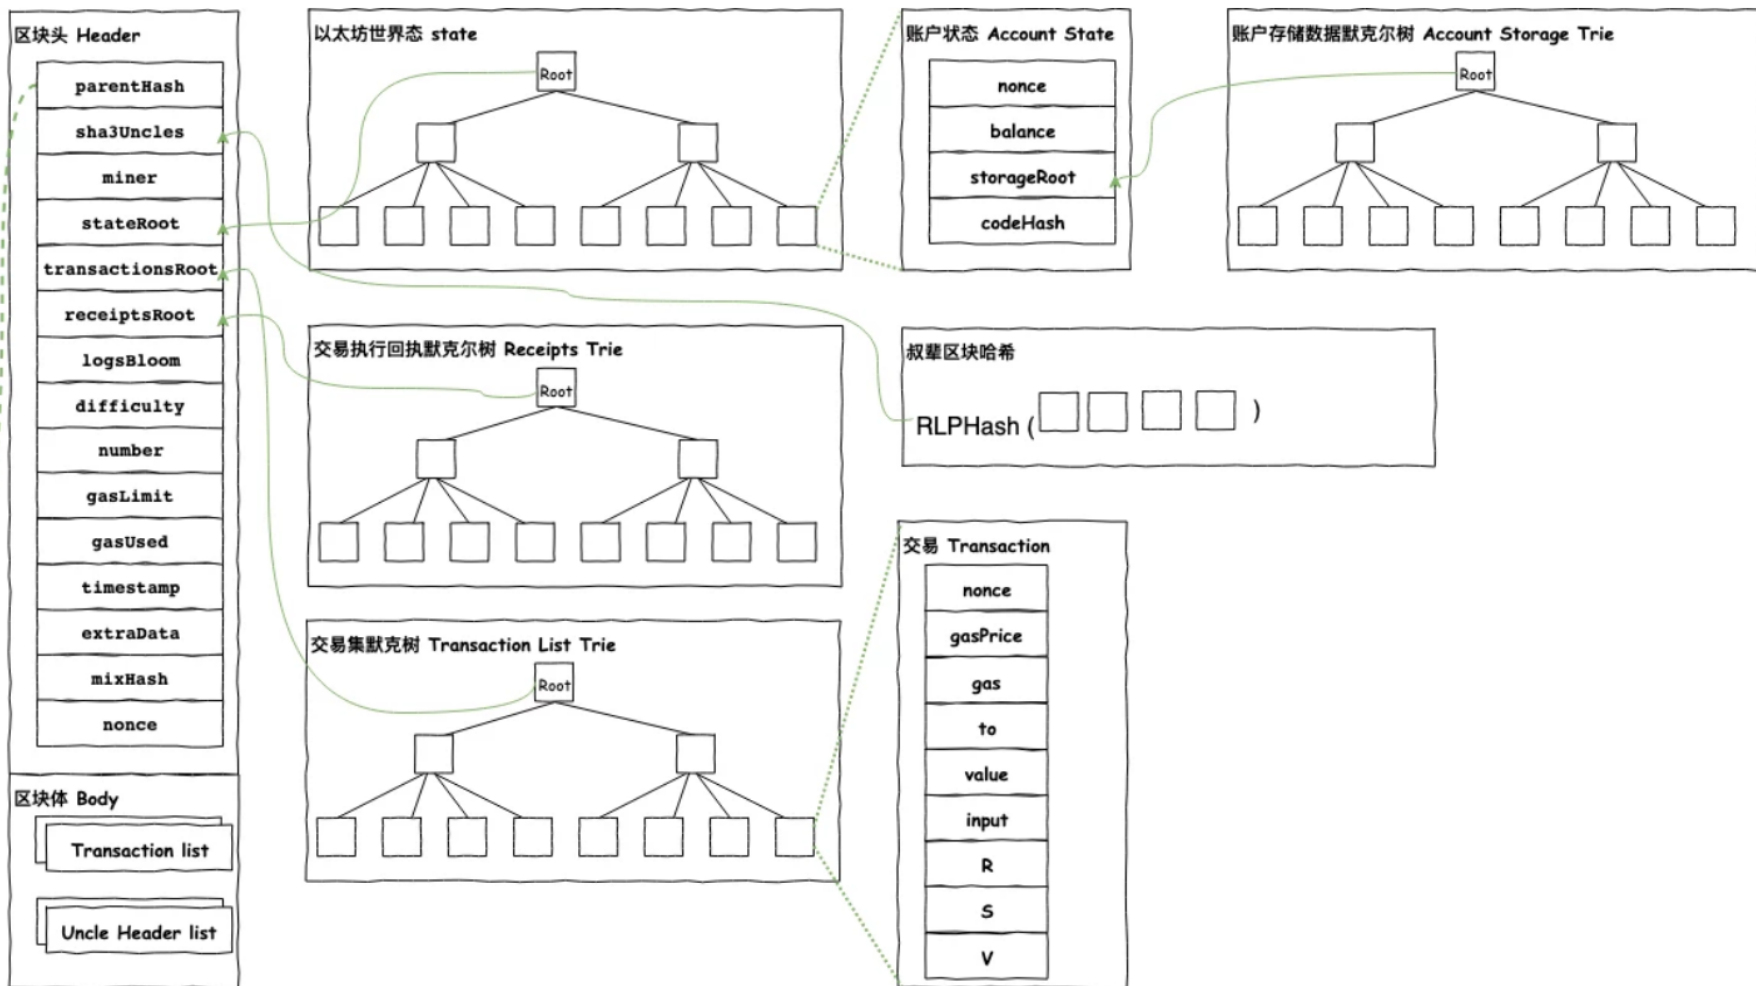 区块头 Header
parentHash
sha3Uncles
miner
stateRoot
transactionsRoot
receiptsRoot
logsBloom
difficulty
number
gasLimit
gasUsed
timestamp
extraData
mixHash
nonce
区块体 Body
Transaction list
Uncle Header list
以太坊世界态 state
Root
交易执行回执默克尔树 Receipts Trie
Root
交易集默克树 Transaction List Trie
Root
账户状态 Account State
nonce
balance
storageRoot
codeHash
账户存储数据默克尔树 Account Storage Trie
Root
叔辈区块哈希
RLPHash ( )
交易 Transaction
nonce
gasPrice
gas
to
value
input
R
S
V